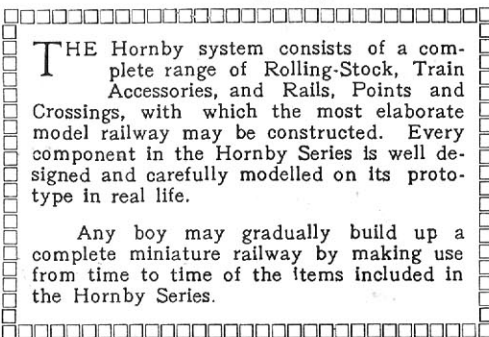 THE Hornby system consists of a com-
plete range of Rolling-Stock, Train
Accessories, and Rails, Points and
Crossings, with which the most elaborate
model railway may be constructed. Every
component in the Hornby Series is well de-
signed and carefully modelled on its proto-
type in real life.
Any boy may gradually build up a
complete miniature railway by making use
from time to time of the items included in
the Hornby Series.